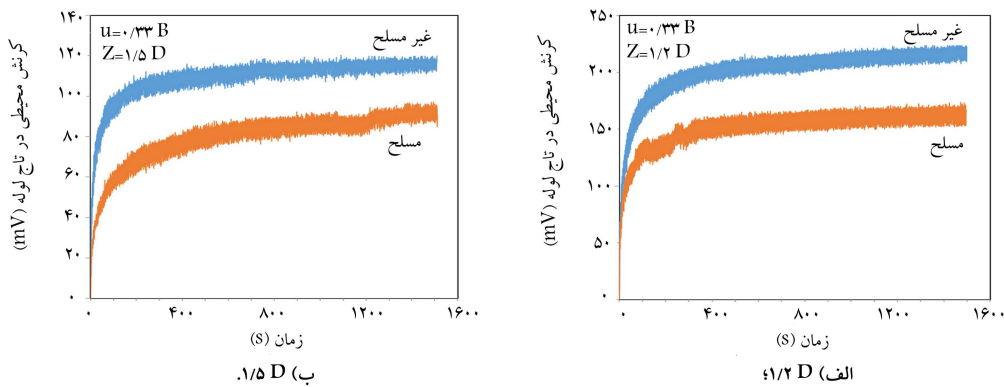 ۲۵۰
۲۰۰
۱۵۰
۱۰۰
۵۰
۰
کرنش محیطی در تاج لوله (mV)
u=۰/۳۳ B
Z=۱/۲ D
غیر مسلح
مسلح
۰ ۴۰۰ ۸۰۰ ۱۲۰۰ ۱۶۰۰
زمان (s)
الف) ۱/۲ D؛
۱۴۰
۱۲۰
۱۰۰
۸۰
۶۰
۴۰
۲۰
۰
کرنش محیطی در تاج لوله (mV)
u=۰/۳۳ B
Z=۱/۵ D
غیر مسلح
مسلح
۰ ۴۰۰ ۸۰۰ ۱۲۰۰ ۱۶۰۰
زمان (s)
ب) ۱/۵ D.